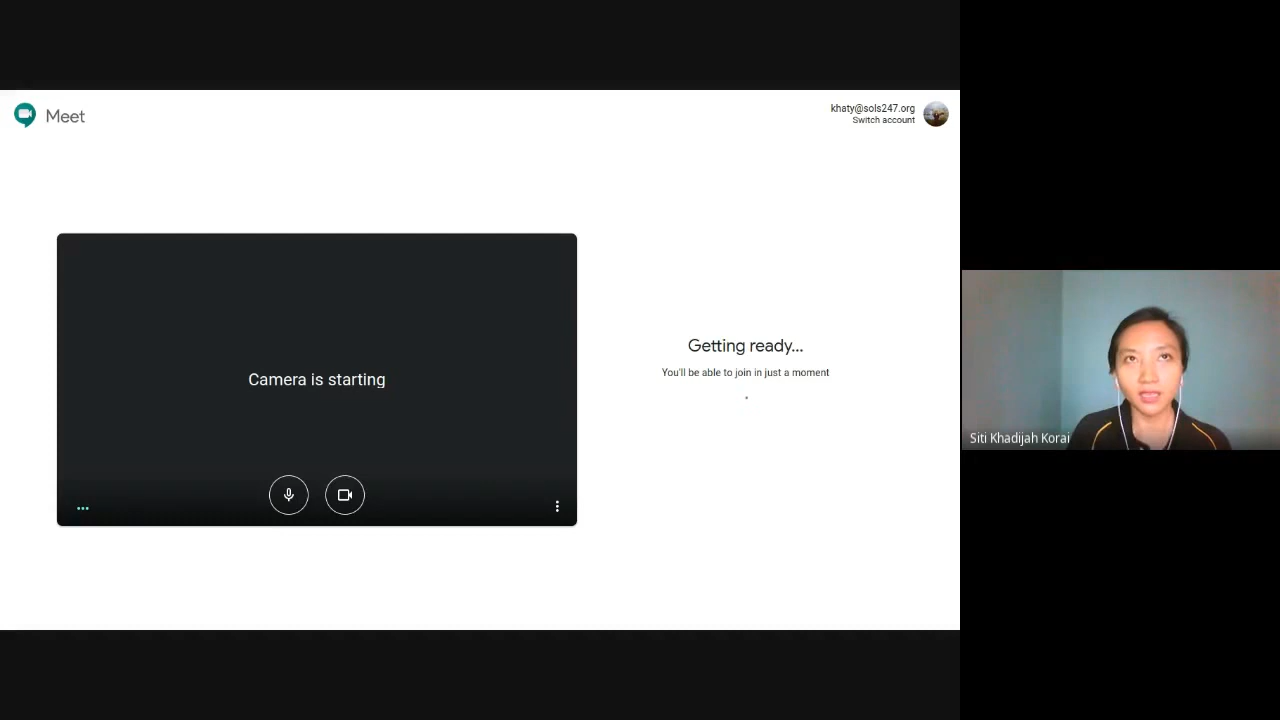 Meet
khaty@sols247.org
Switch account
Camera is starting
Getting ready...
You'll be able to join in just a moment
Siti Khadijah Korai